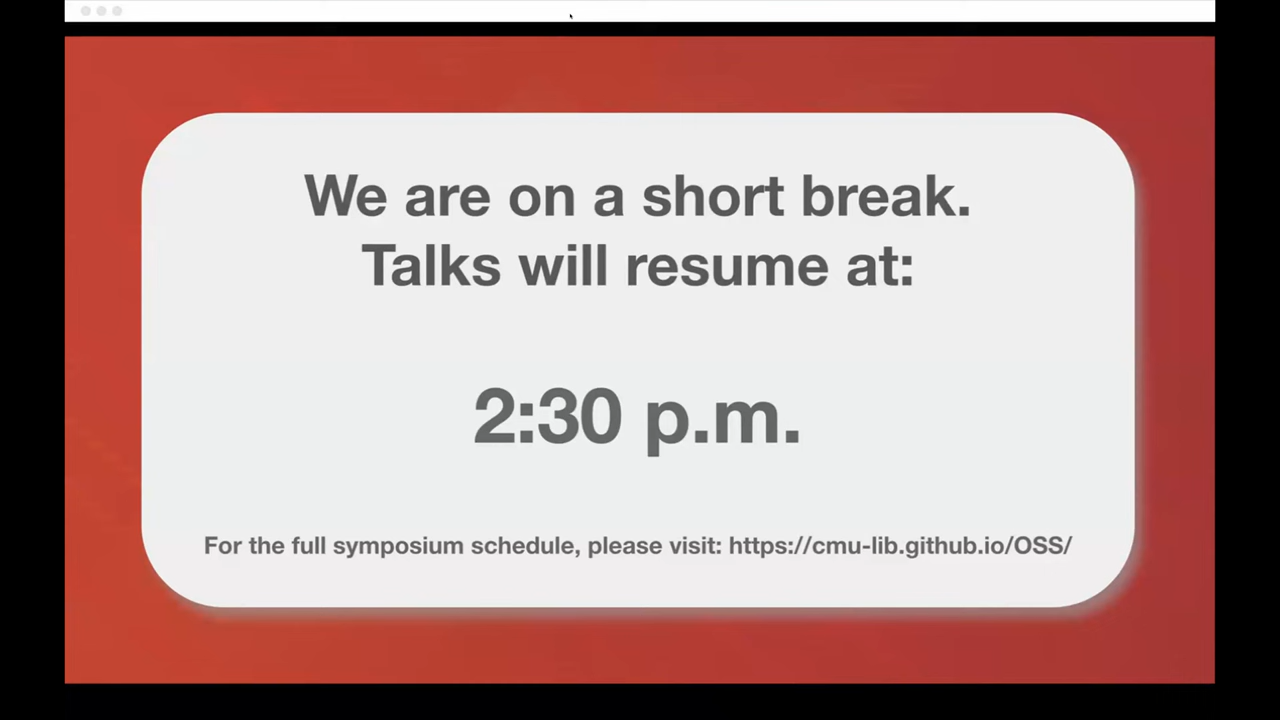 We are on a short break.
Talks will resume at:
2:30 p.m.
For the full symposium schedule, please visit: https://cmu-lib.github.io/OSS/